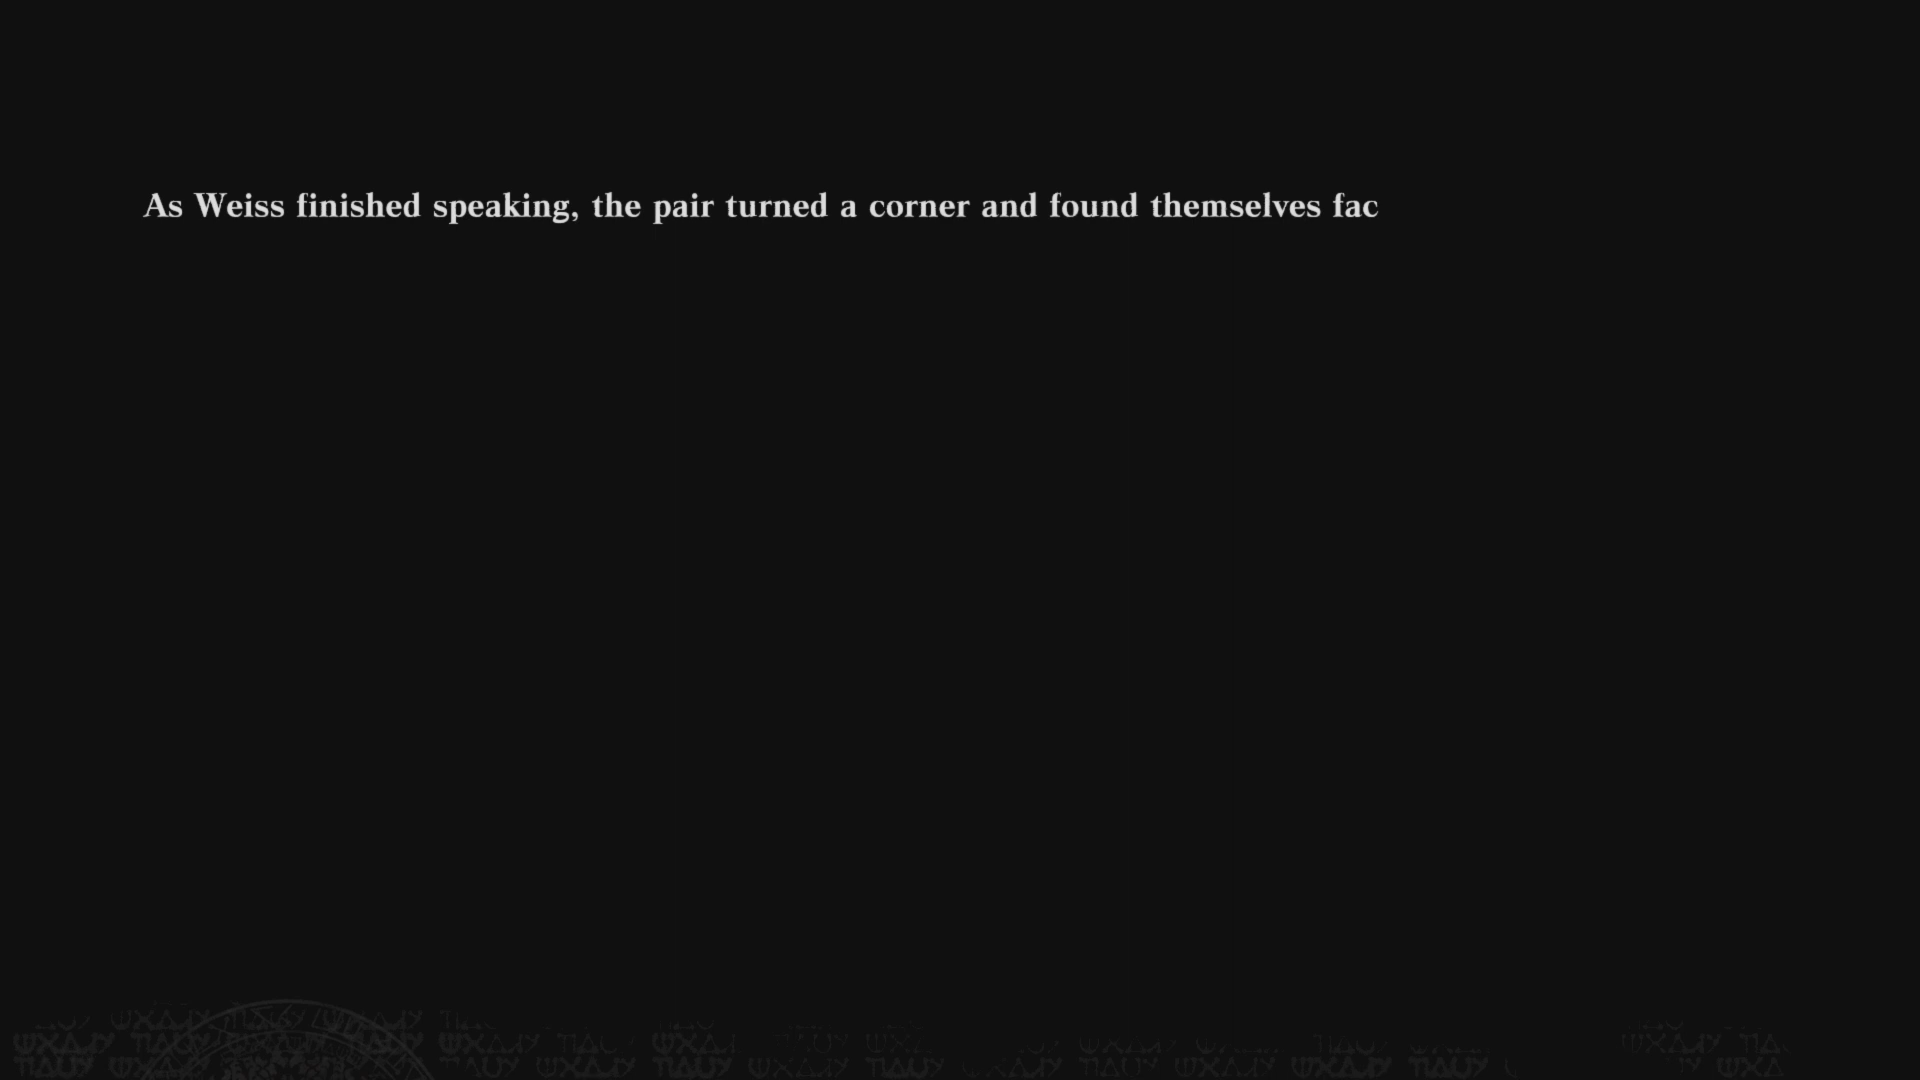 As Weiss finished speaking, the pair turned a corner and found themselves fac